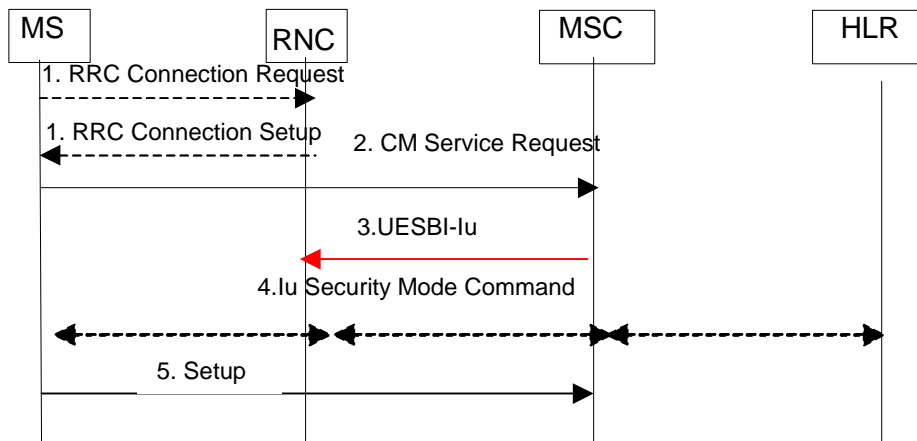 MS
RNC
MSC
HLR
1. RRC Connection Request
1. RRC Connection Setup
2. CM Service Request
3.UESBI-Iu
4.Iu Security Mode Command
5. Setup